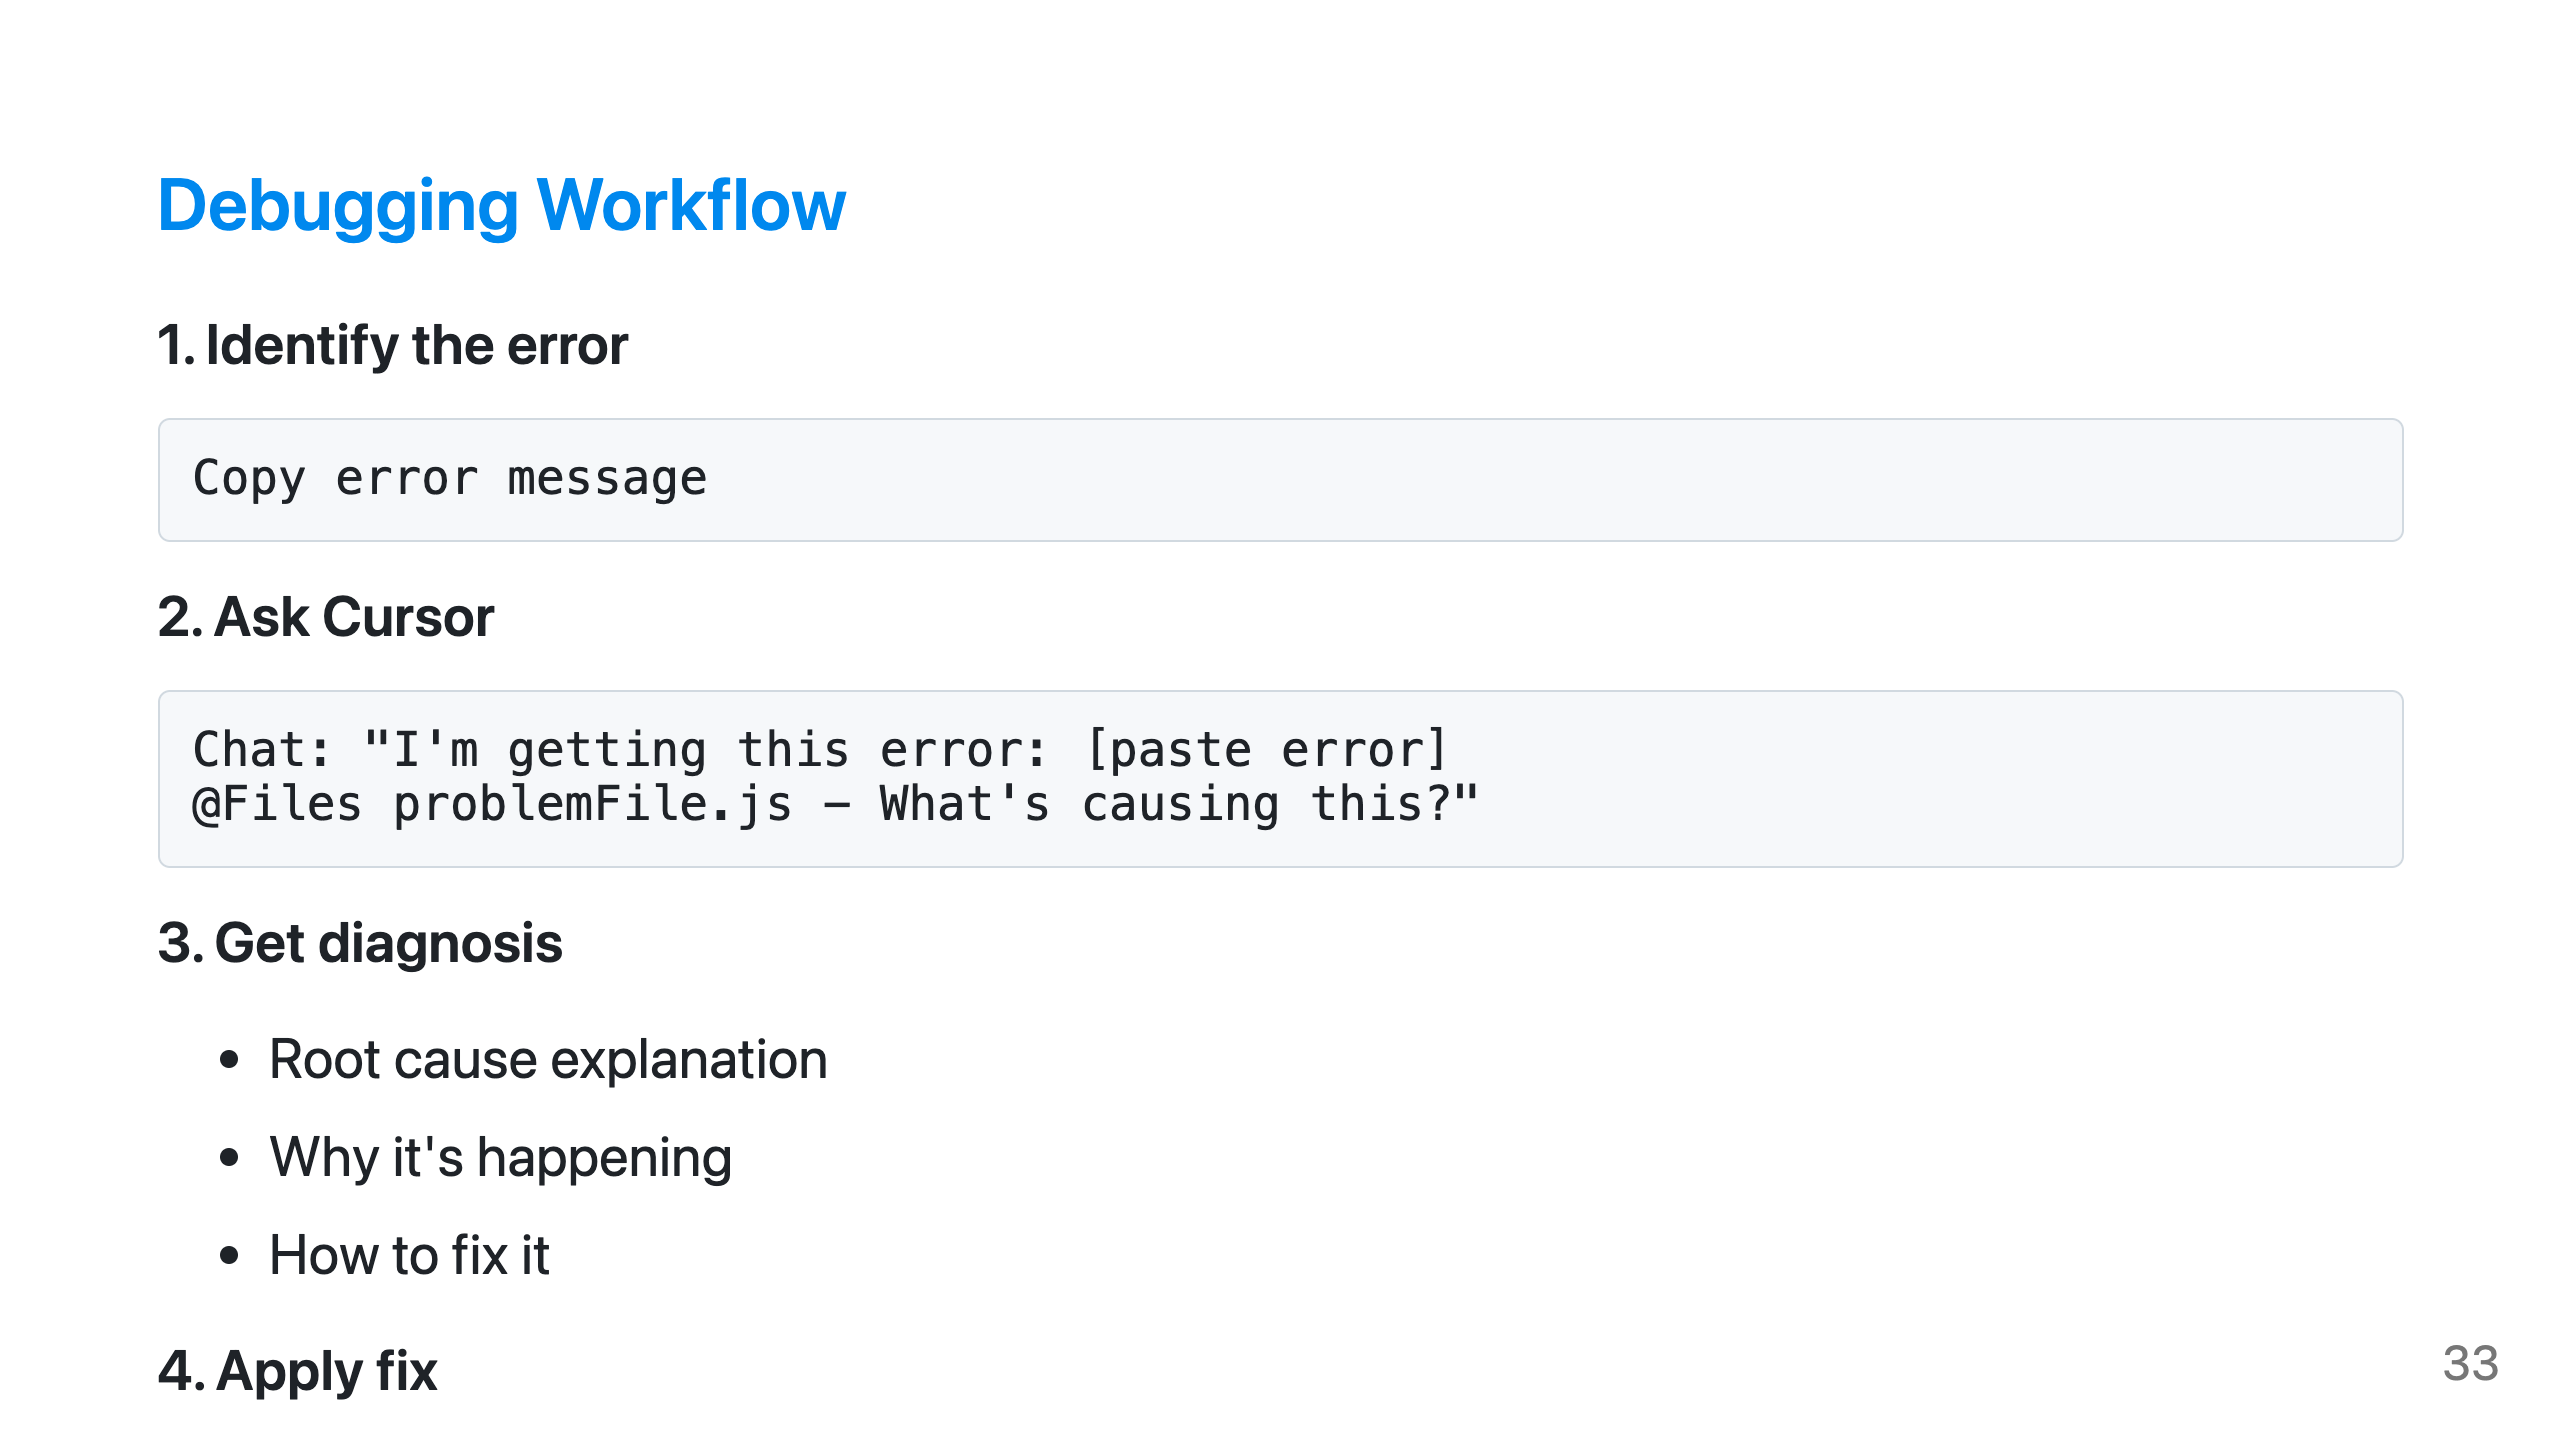 Debugging Workflow
1. Identify the error
Copy error message
2. Ask Cursor
Chat: "I'm getting this error: [paste error]
@Files problemFile.js – What's causing this?"
3. Get diagnosis
• Root cause explanation
• Why it's happening
• How to fix it
4. Apply fix
33